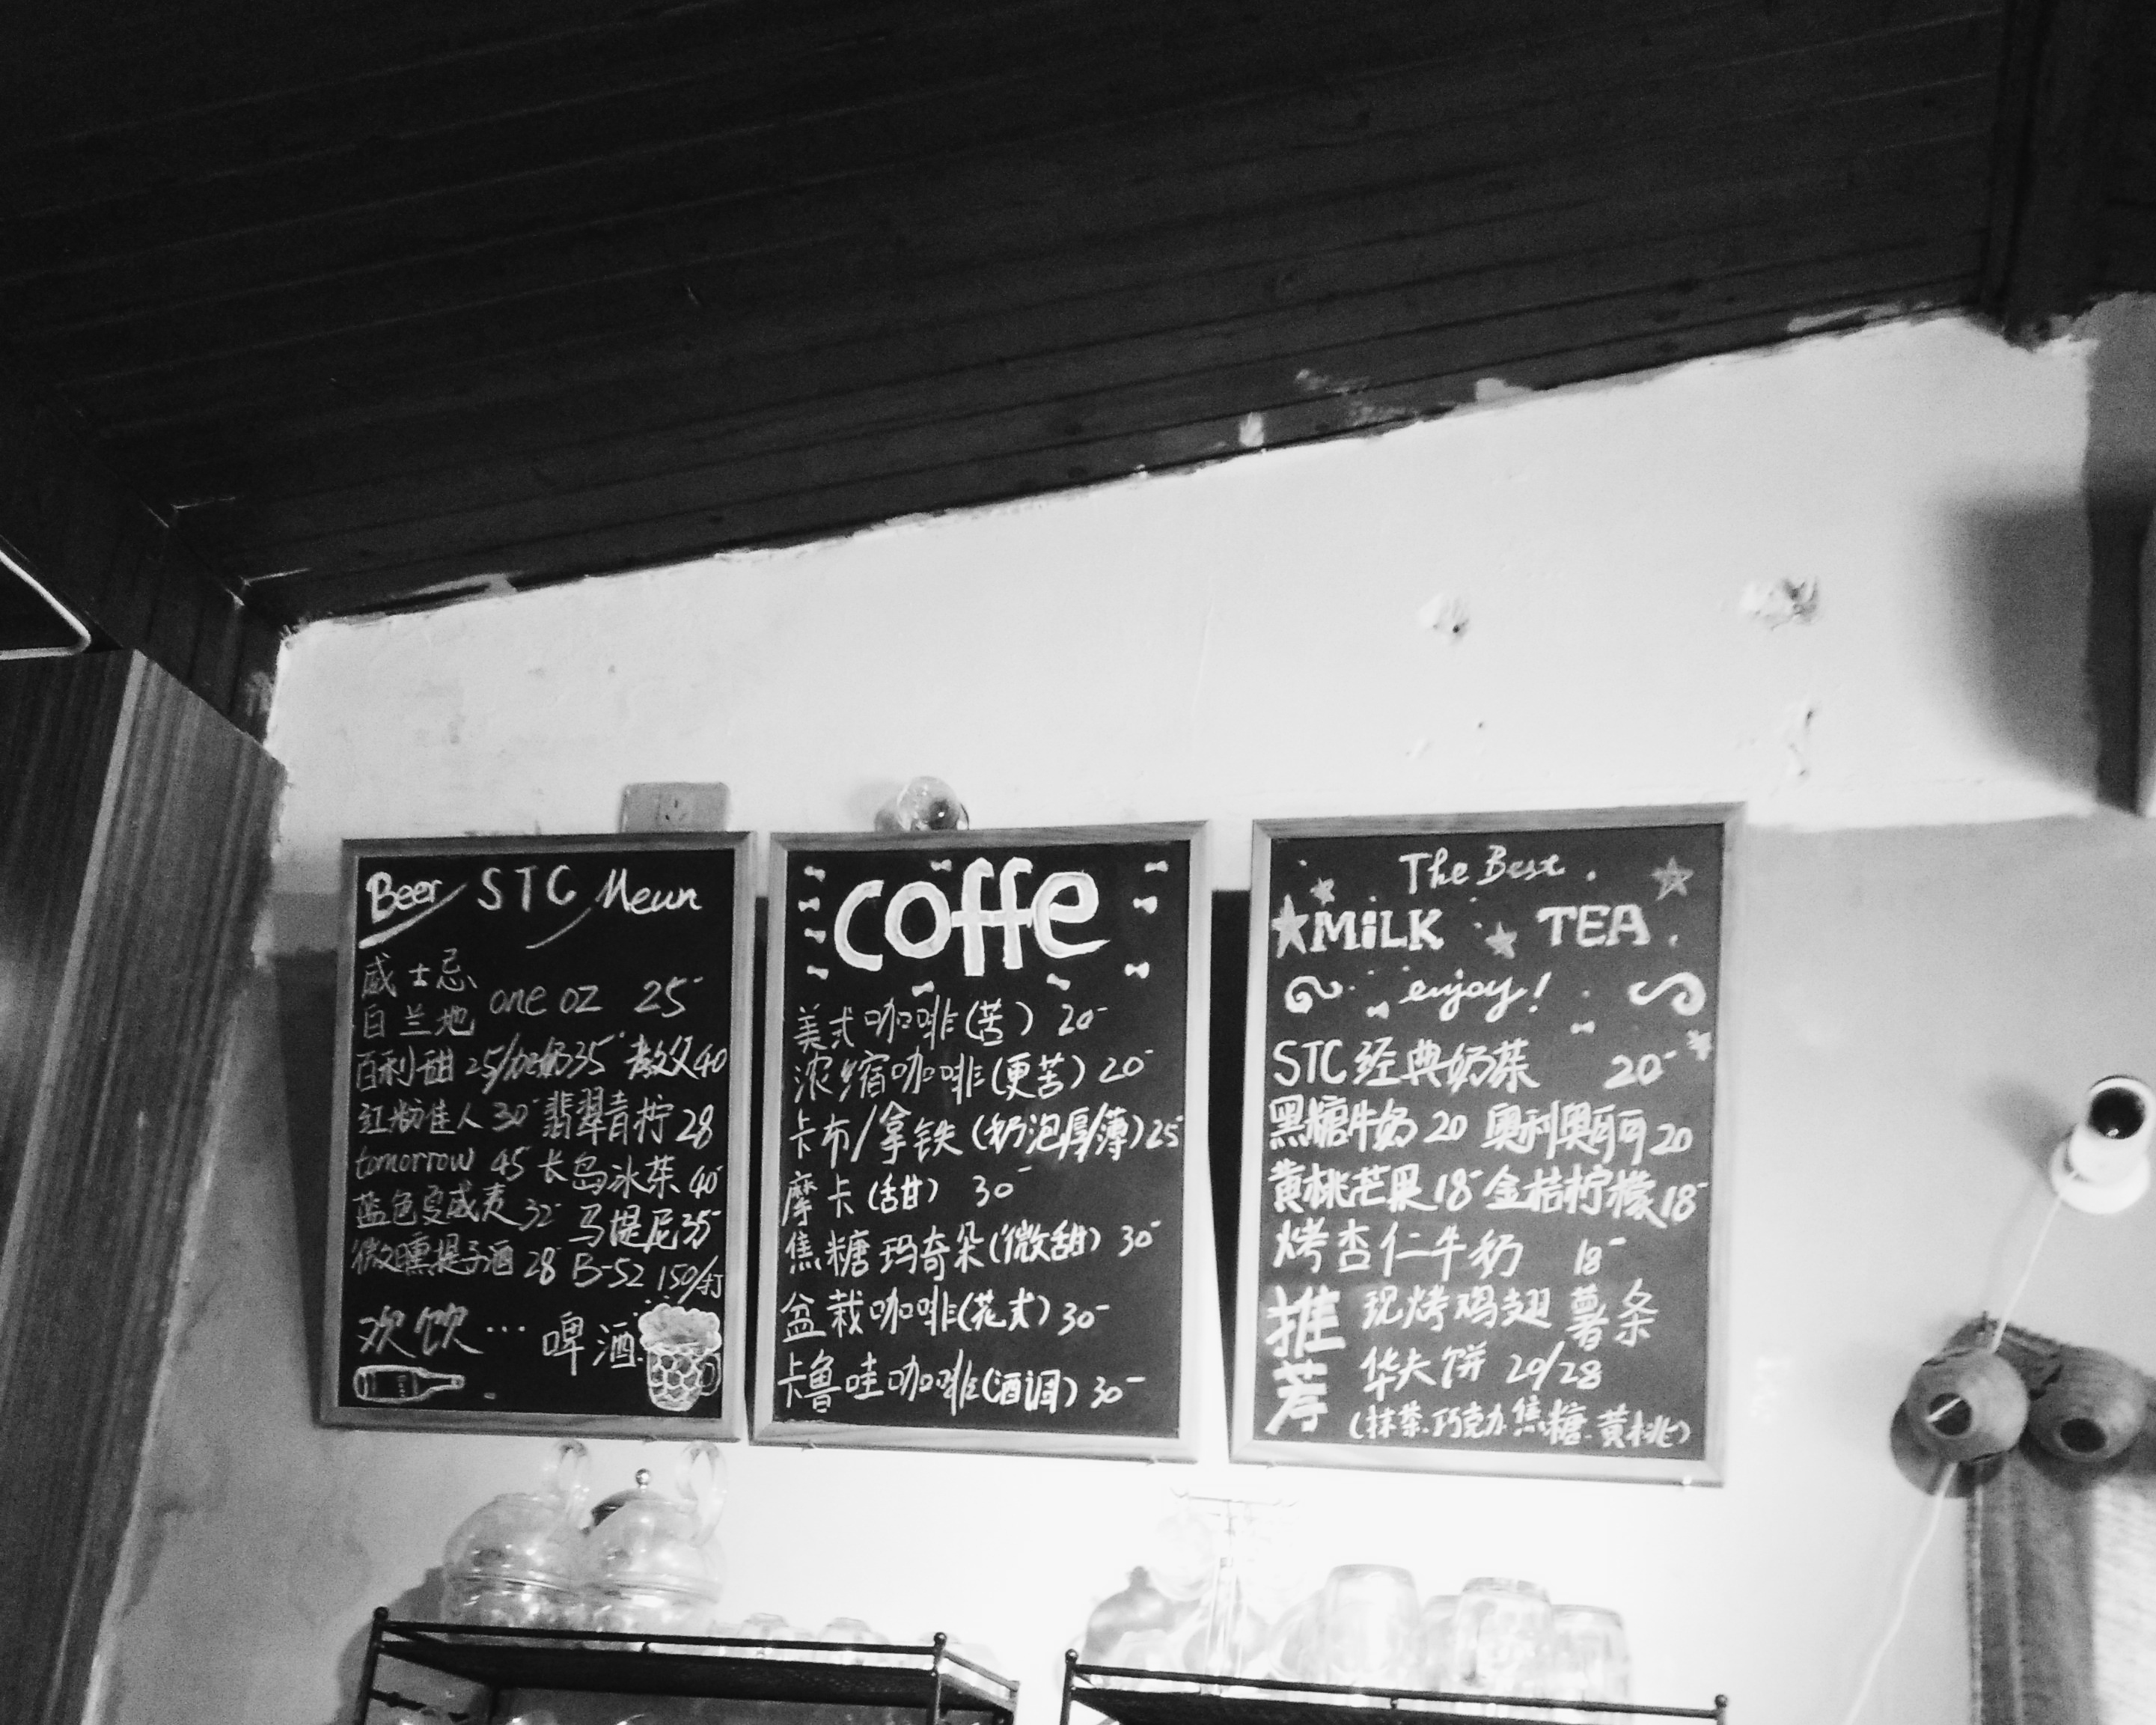 Beer STC Meun
威士忌
白兰地 one oz 25-
百利甜 25/加奶35- 教父40
红粉佳人 30- 翡翠青柠 28
tomorrow 45 长岛冰茶 40-
蓝色夏威夷 32- 马提尼35-
微醺提子酒 28- B-52 150/打
欢饮... 啤酒
coffe
美式咖啡(苦) 20-
浓缩咖啡(更苦) 20-
卡布/拿铁(奶泡厚/薄)25-
摩卡(甜) 30-
焦糖玛奇朵(微甜) 30-
盆栽咖啡(花式)30-
卡鲁哇咖啡(酒调) 30-
The Best.
MiLK TEA.
enjoy!
STC经典奶茶 20-
黑糖牛奶 20 奥利奥可可20
黄桃芒果18- 金桔柠檬18-
烤杏仁牛奶 18-
推荐 现烤鸡翅 薯条
华夫饼 20/28
(抹茶.巧克力.焦糖.黄桃)